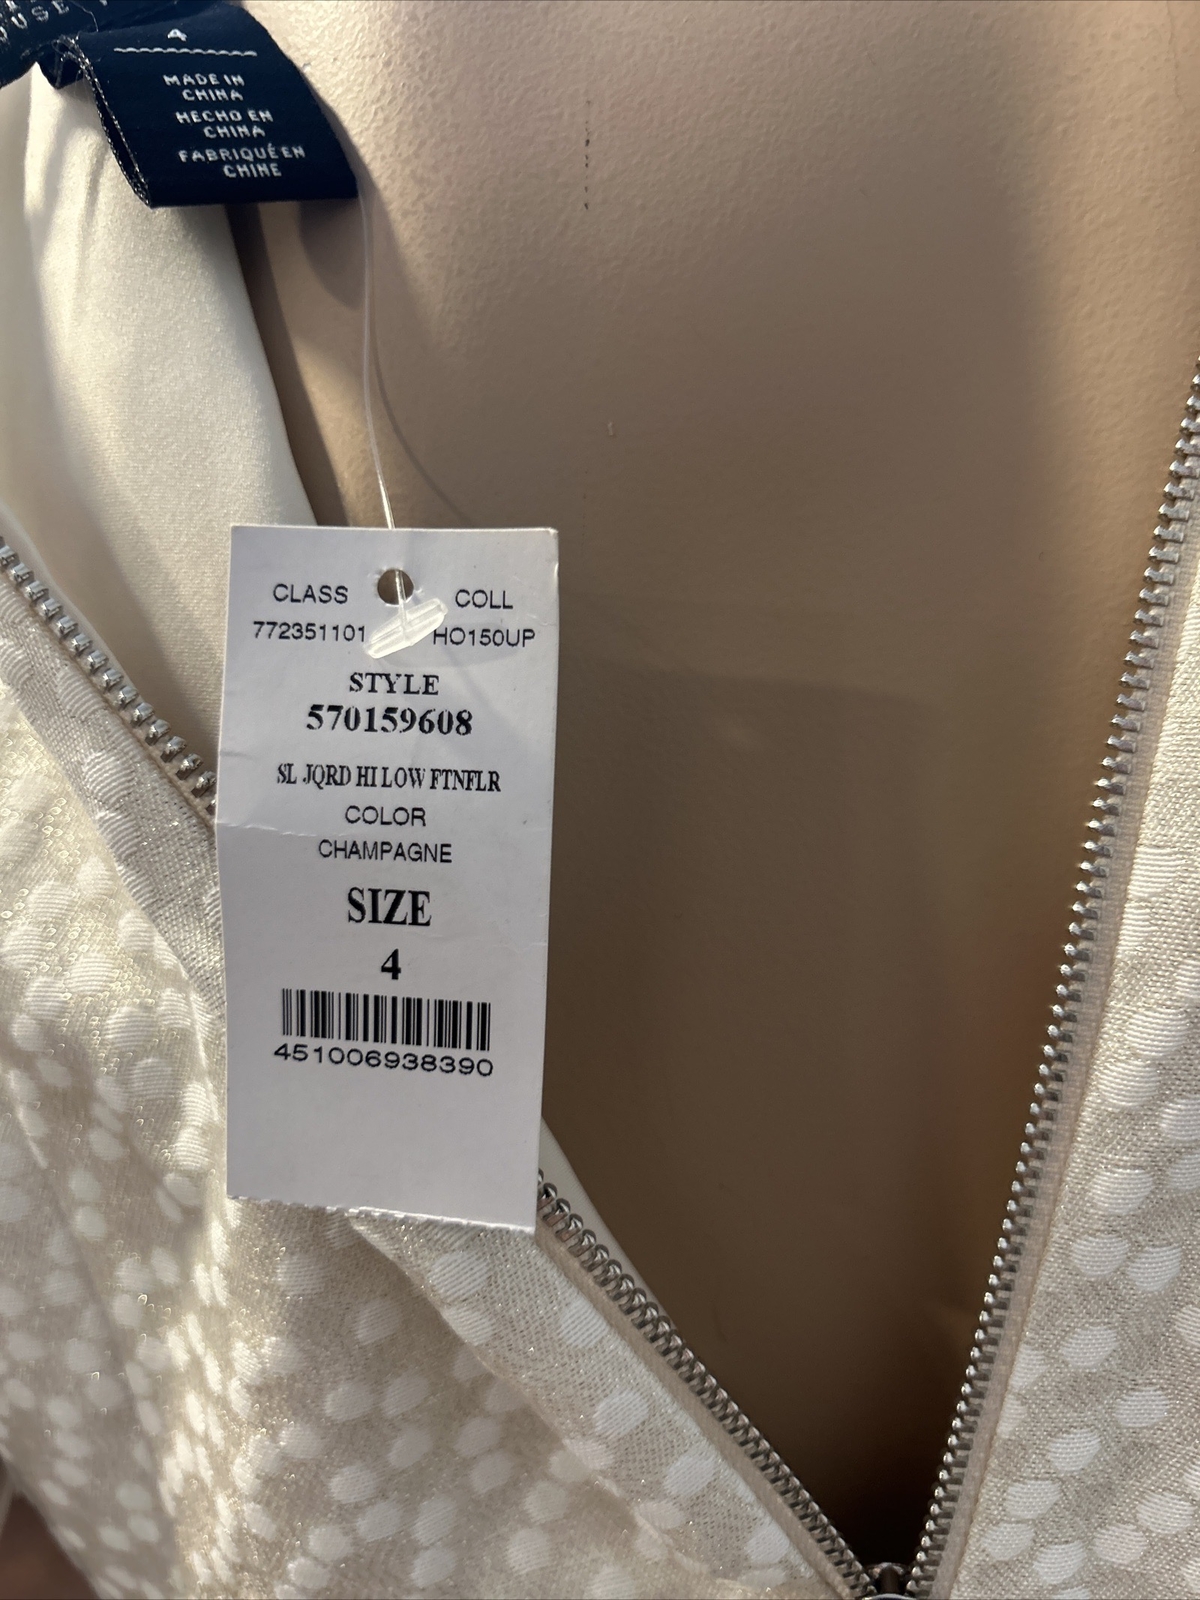 4
MADE IN
CHINA
HECHO EN
CHINA
FABRIQUÉ EN
CHINE
CLASS COLL
772351101 HO150UP
STYLE
570159608
SL JQRD HI LOW FTNFLR
COLOR
CHAMPAGNE
SIZE
4
451006938390